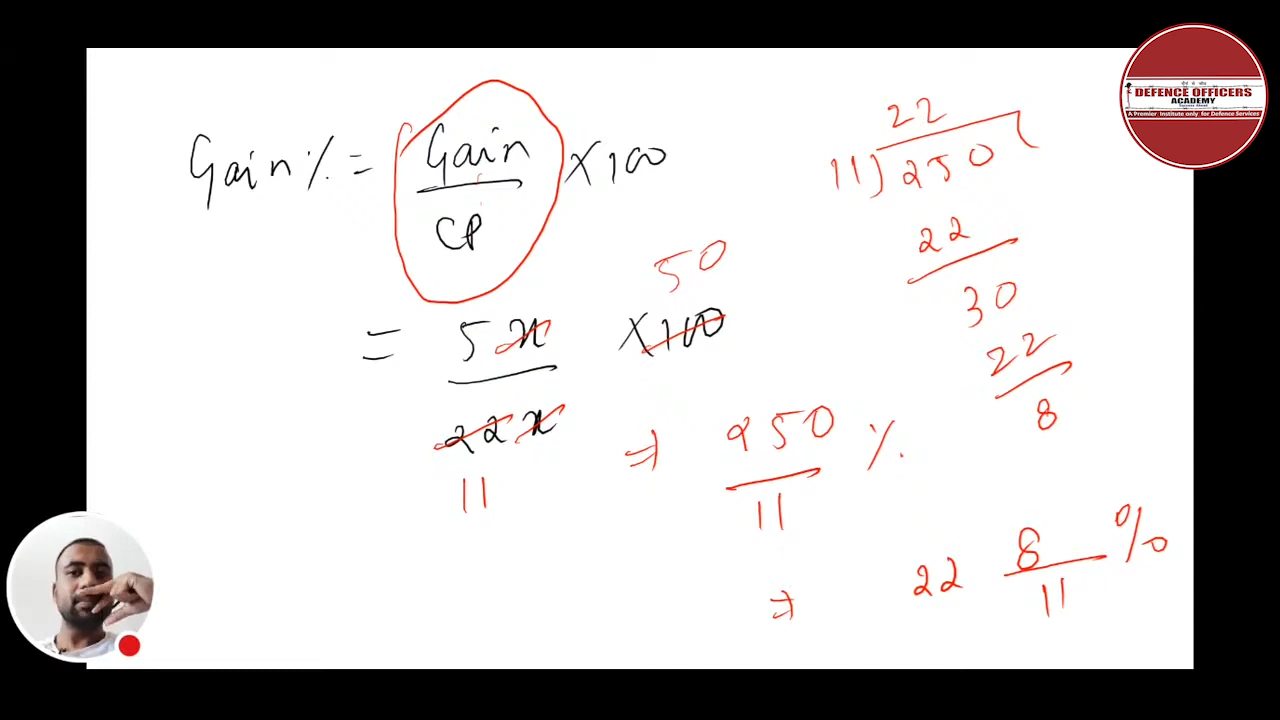 DEFENCE OFFICERS
ACADEMY
A Premier Institute only for Defence Services
Gain % = Gain / CP × 100
= 5x / 22x × 100
50
11
⇒ 250 / 11 %
⇒ 22 8/11 %
22
11) 250
22
30
22
8